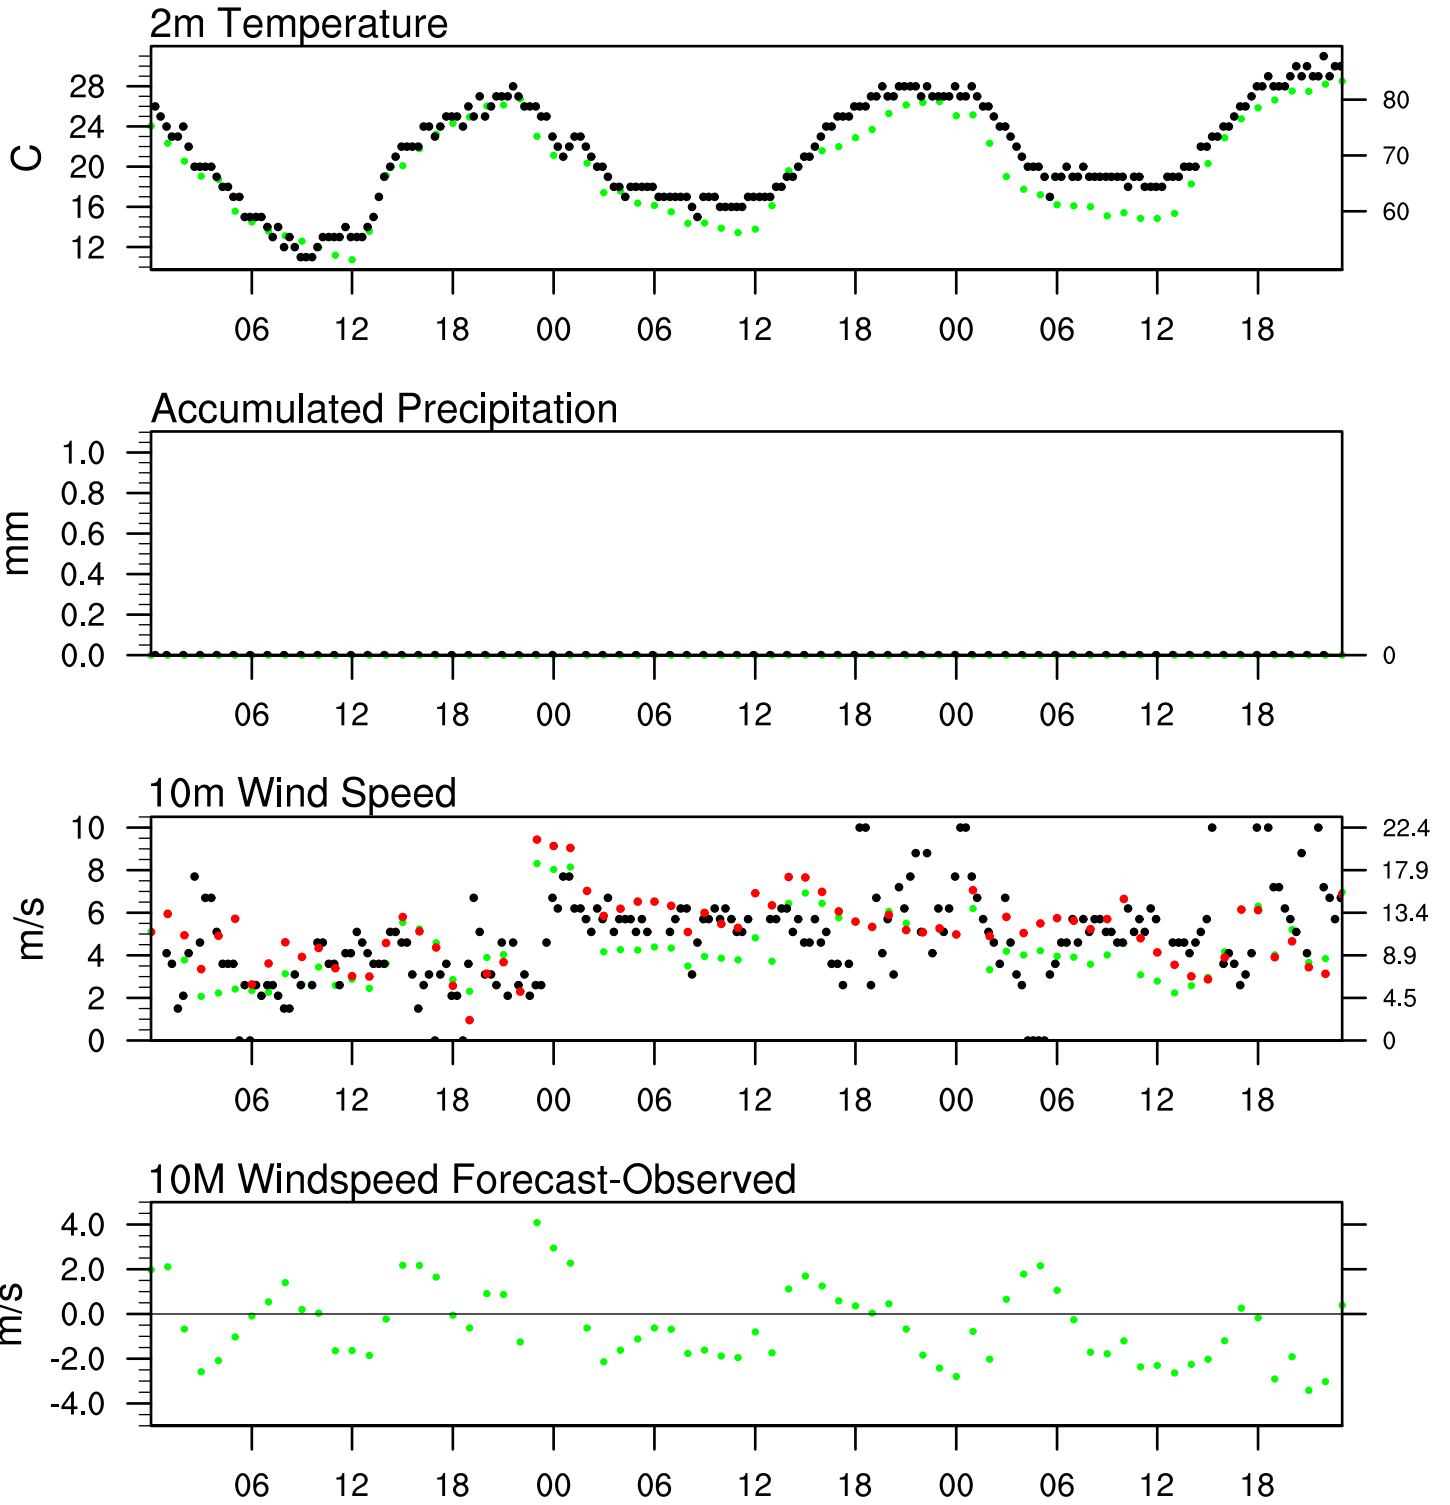 2m Temperature
28
24
20
16
12
C
80
70
60
06 12 18 00 06 12 18 00 06 12 18
Accumulated Precipitation
1.0
0.8
0.6
0.4
0.2
0.0
mm
0
06 12 18 00 06 12 18 00 06 12 18
10m Wind Speed
10
8
6
4
2
0
m/s
22.4
17.9
13.4
8.9
4.5
0
06 12 18 00 06 12 18 00 06 12 18
10M Windspeed Forecast-Observed
4.0
2.0
0.0
-2.0
-4.0
m/s
06 12 18 00 06 12 18 00 06 12 18